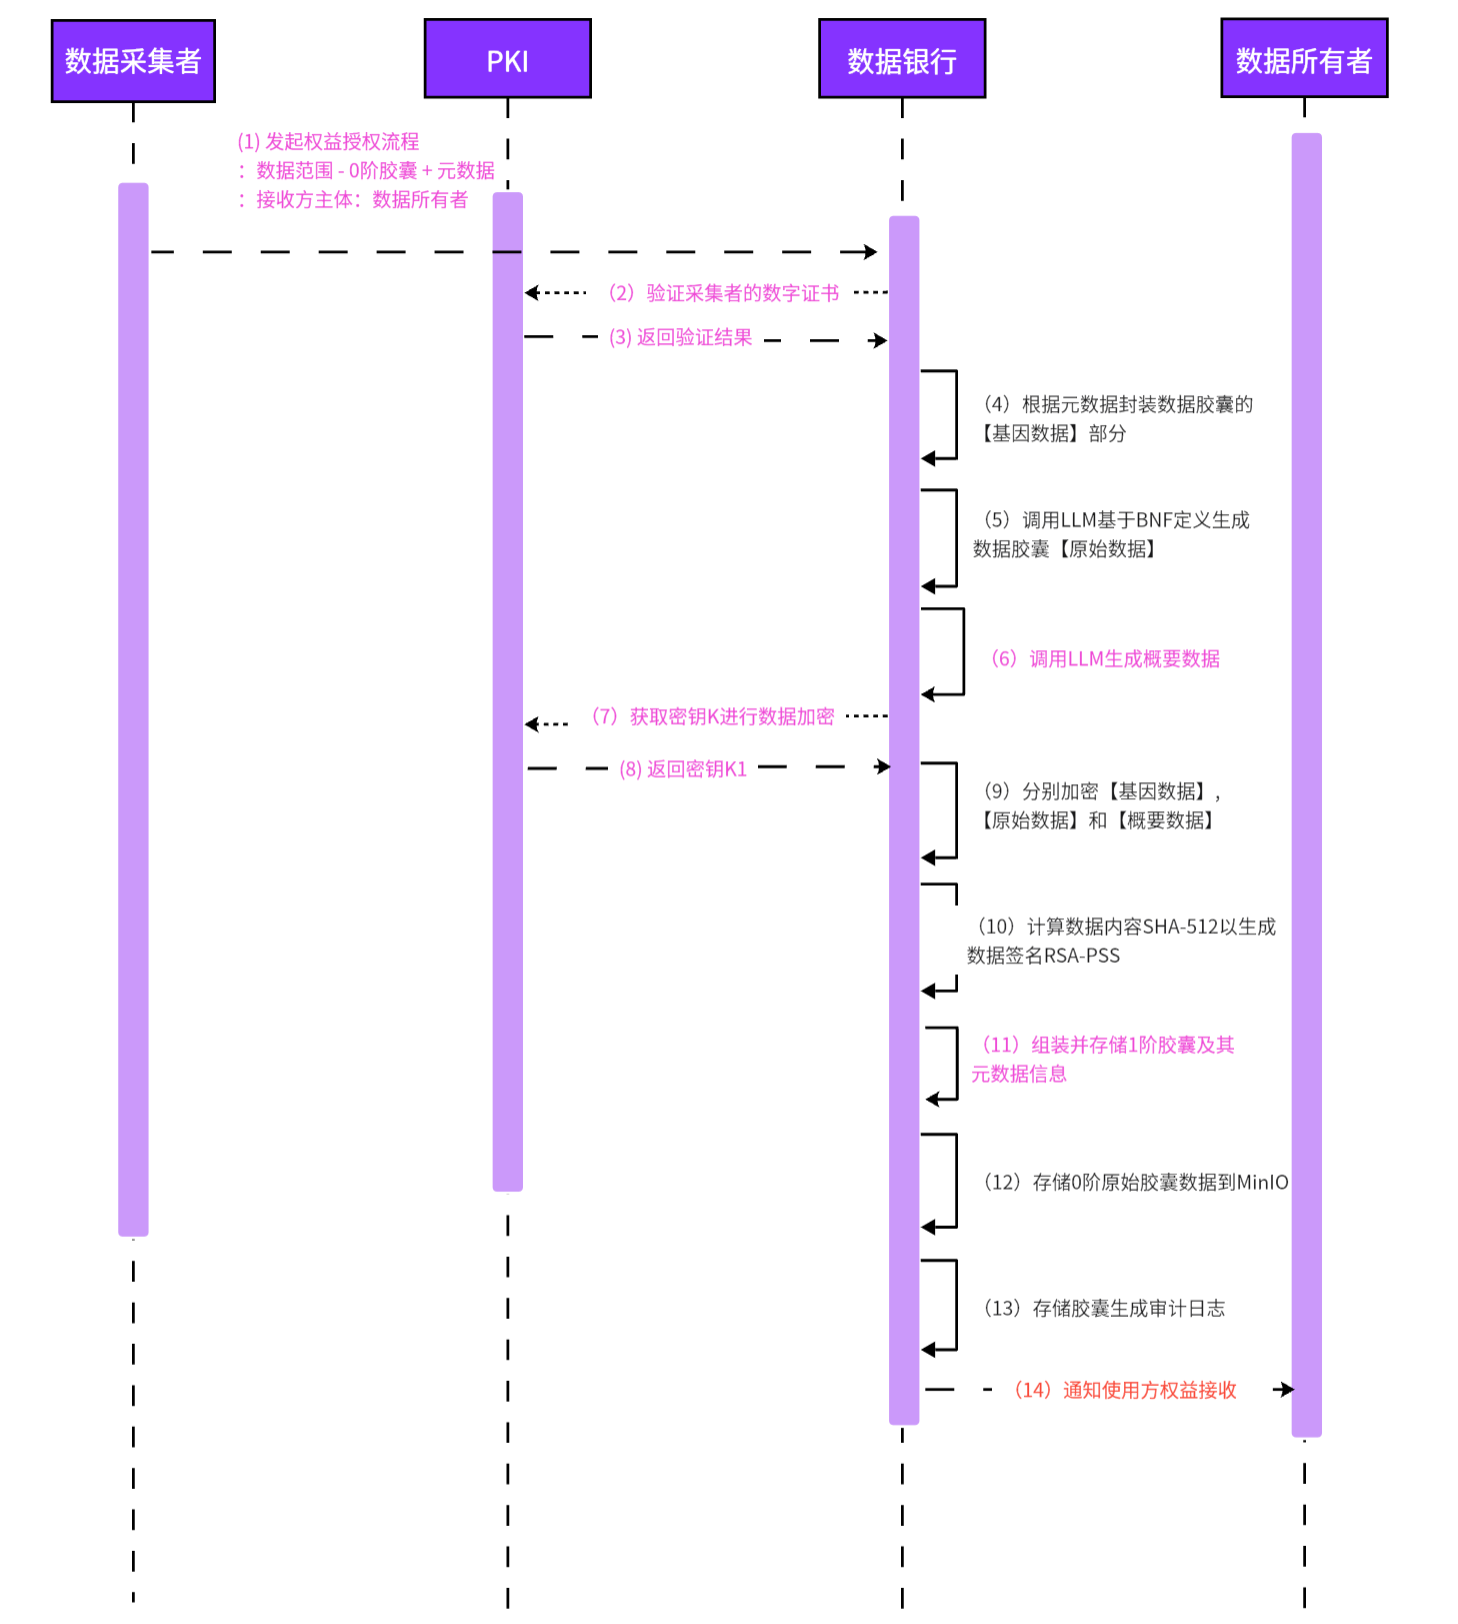 数据采集者
PKI
数据银行
数据所有者
(1) 发起权益授权流程
：数据范围 - 0阶胶囊 + 元数据
：接收方主体：数据所有者
（2）验证采集者的数字证书
(3) 返回验证结果
（4）根据元数据封装数据胶囊的
【基因数据】部分
（5）调用LLM基于BNF定义生成
数据胶囊【原始数据】
（6）调用LLM生成概要数据
（7）获取密钥K进行数据加密
(8) 返回密钥K1
（9）分别加密【基因数据】,
【原始数据】和【概要数据】
（10）计算数据内容SHA-512以生成
数据签名RSA-PSS
（11）组装并存储1阶胶囊及其
元数据信息
（12）存储0阶原始胶囊数据到MinIO
（13）存储胶囊生成审计日志
（14）通知使用方权益接收